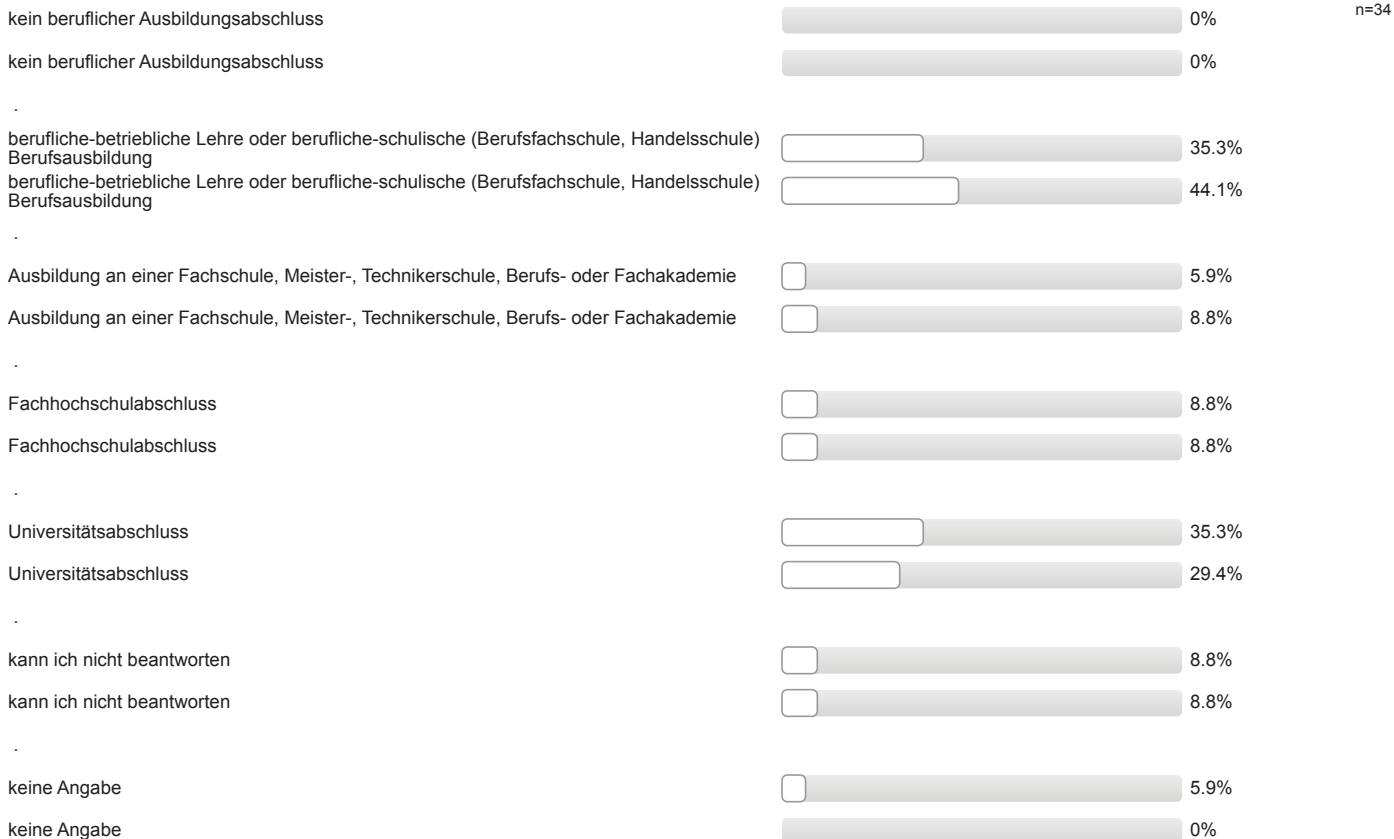 kein beruflicher Ausbildungsabschluss 0% n=34
kein beruflicher Ausbildungsabschluss 0%
.
berufliche-betriebliche Lehre oder berufliche-schulische (Berufsfachschule, Handelsschule)
Berufsausbildung 35.3%
berufliche-betriebliche Lehre oder berufliche-schulische (Berufsfachschule, Handelsschule)
Berufsausbildung 44.1%
.
Ausbildung an einer Fachschule, Meister-, Technikerschule, Berufs- oder Fachakademie 5.9%
Ausbildung an einer Fachschule, Meister-, Technikerschule, Berufs- oder Fachakademie 8.8%
.
Fachhochschulabschluss 8.8%
Fachhochschulabschluss 8.8%
.
Universitätsabschluss 35.3%
Universitätsabschluss 29.4%
.
kann ich nicht beantworten 8.8%
kann ich nicht beantworten 8.8%
.
keine Angabe 5.9%
keine Angabe 0%